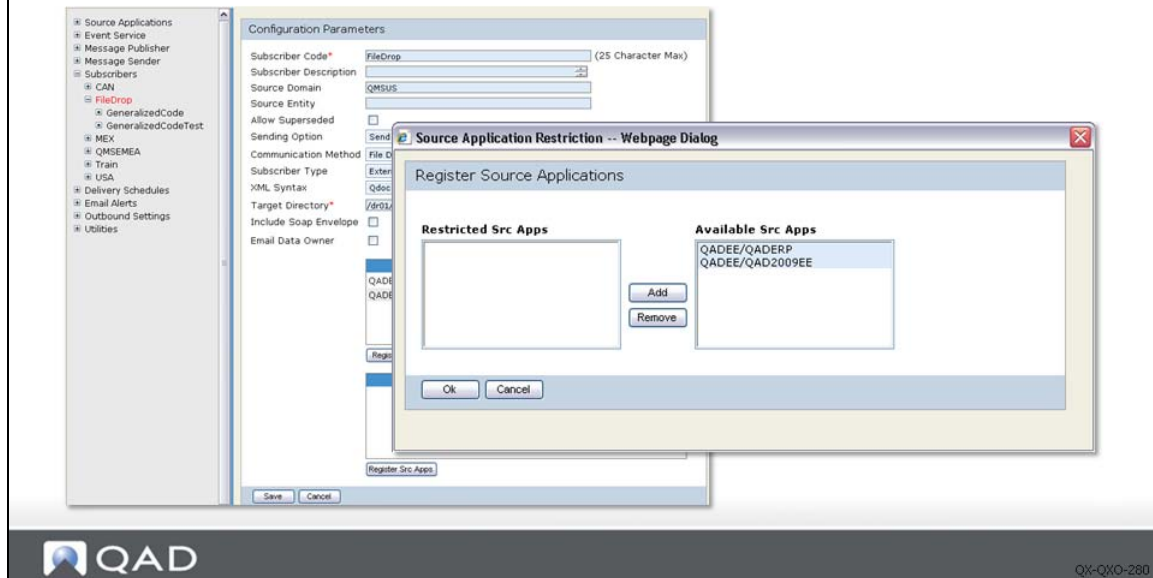 Source Applications
Event Service
Message Publisher
Message Sender
Subscribers
CAN
FileDrop
GeneralizedCode
GeneralizedCodeTest
MEX
QMSEMEA
Train
USA
Delivery Schedules
Email Alerts
Outbound Settings
Utilities
Configuration Parameters
Subscriber Code* FileDrop (25 Character Max)
Subscriber Description
Source Domain QMSUS
Source Entity
Allow Superseded
Sending Option Send
Communication Method File D
Subscriber Type Exter
XML Syntax Qdoc
Target Directory* /dr01/
Include Soap Envelope
Email Data Owner
QADE
QADE
Regis
Register Src Apps
Save Cancel
Source Application Restriction -- Webpage Dialog
Register Source Applications
Restricted Src Apps Available Src Apps
QADEE/QADERP
QADEE/QAD2009EE
Add
Remove
Ok Cancel
QAD
QX-QXO-280